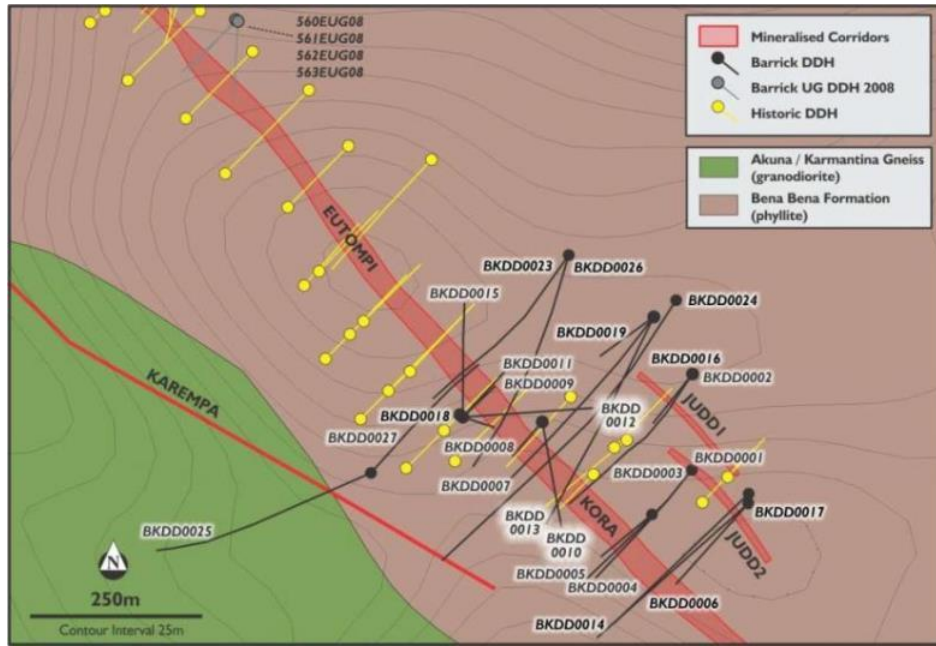 560EUG08
561EUG08
562EUG08
563EUG08
Mineralised Corridors
Barrick DDH
Barrick UG DDH 2008
Historic DDH
Akuna / Karmantina Gneiss
(granodiorite)
Bena Bena Formation
(phyllite)
EUTOMPI
BKDD0023
BKDD0026
BKDD0015
BKDD0024
BKDD0019
BKDD0011
BKDD0016
BKDD0009
BKDD0002
KAREMPA
JUDD1
BKDD0018
BKDD
0012
BKDD0027
BKDD0008
BKDD0001
BKDD0003
BKDD0007
BKDD0017
KORA
BKDD
0013
BKDD
0010
BKDD0025
JUDD2
BKDD0005
BKDD0004
BKDD0006
BKDD0014
N
250m
Contour Interval 25m